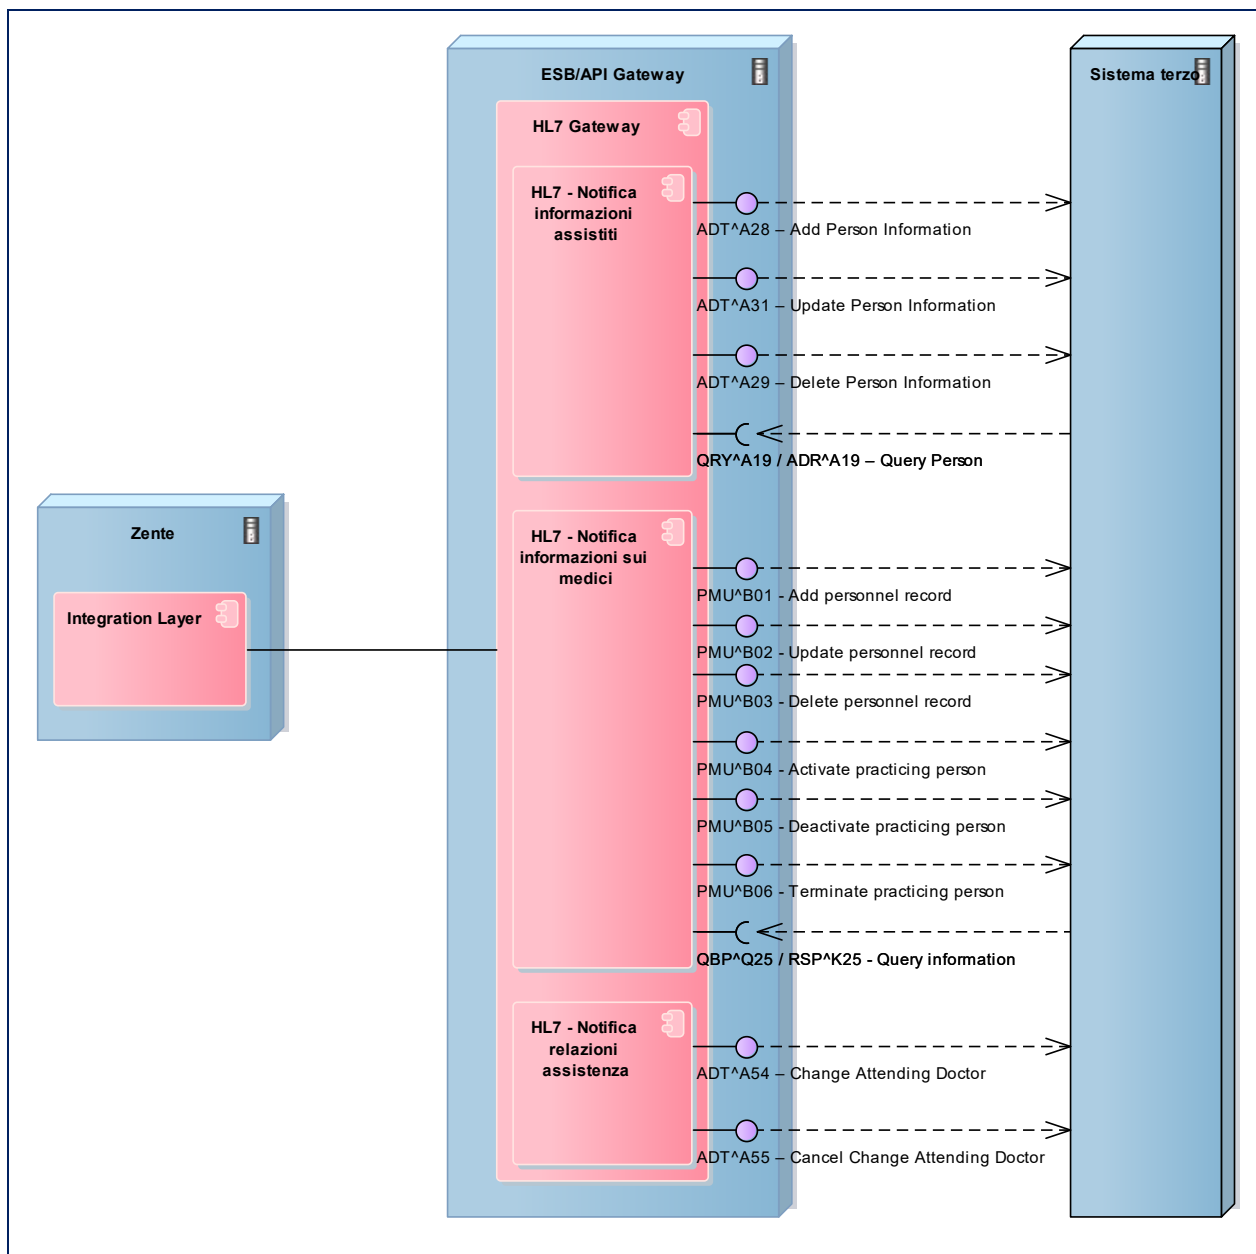 ESB/API Gateway
Sistema terzo
HL7 Gateway
HL7 - Notifica
informazioni
assistiti
ADT^A28 – Add Person Information
ADT^A31 – Update Person Information
ADT^A29 – Delete Person Information
QRY^A19 / ADR^A19 – Query Person
Zente
Integration Layer
HL7 - Notifica
informazioni sui
medici
PMU^B01 - Add personnel record
PMU^B02 - Update personnel record
PMU^B03 - Delete personnel record
PMU^B04 - Activate practicing person
PMU^B05 - Deactivate practicing person
PMU^B06 - Terminate practicing person
QBP^Q25 / RSP^K25 - Query information
HL7 - Notifica
relazioni
assistenza
ADT^A54 – Change Attending Doctor
ADT^A55 – Cancel Change Attending Doctor